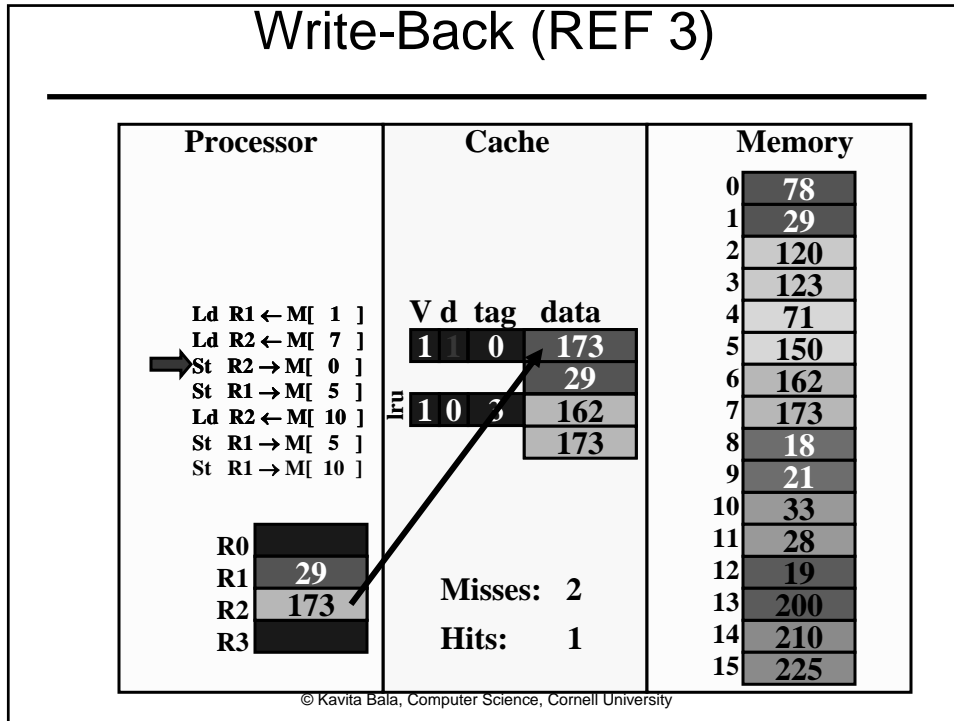 Write-Back (REF 3)
Processor
Ld R1 ← M[ 1 ]
Ld R2 ← M[ 7 ]
St R2 → M[ 0 ]
St R1 → M[ 5 ]
Ld R2 ← M[ 10 ]
St R1 → M[ 5 ]
St R1 → M[ 10 ]
R0
R1 29
R2 173
R3
Cache
V d tag data
1 1 0 173
29
lru
1 0 3 162
173
Misses: 2
Hits: 1
Memory
0 78
1 29
2 120
3 123
4 71
5 150
6 162
7 173
8 18
9 21
10 33
11 28
12 19
13 200
14 210
15 225
© Kavita Bala, Computer Science, Cornell University